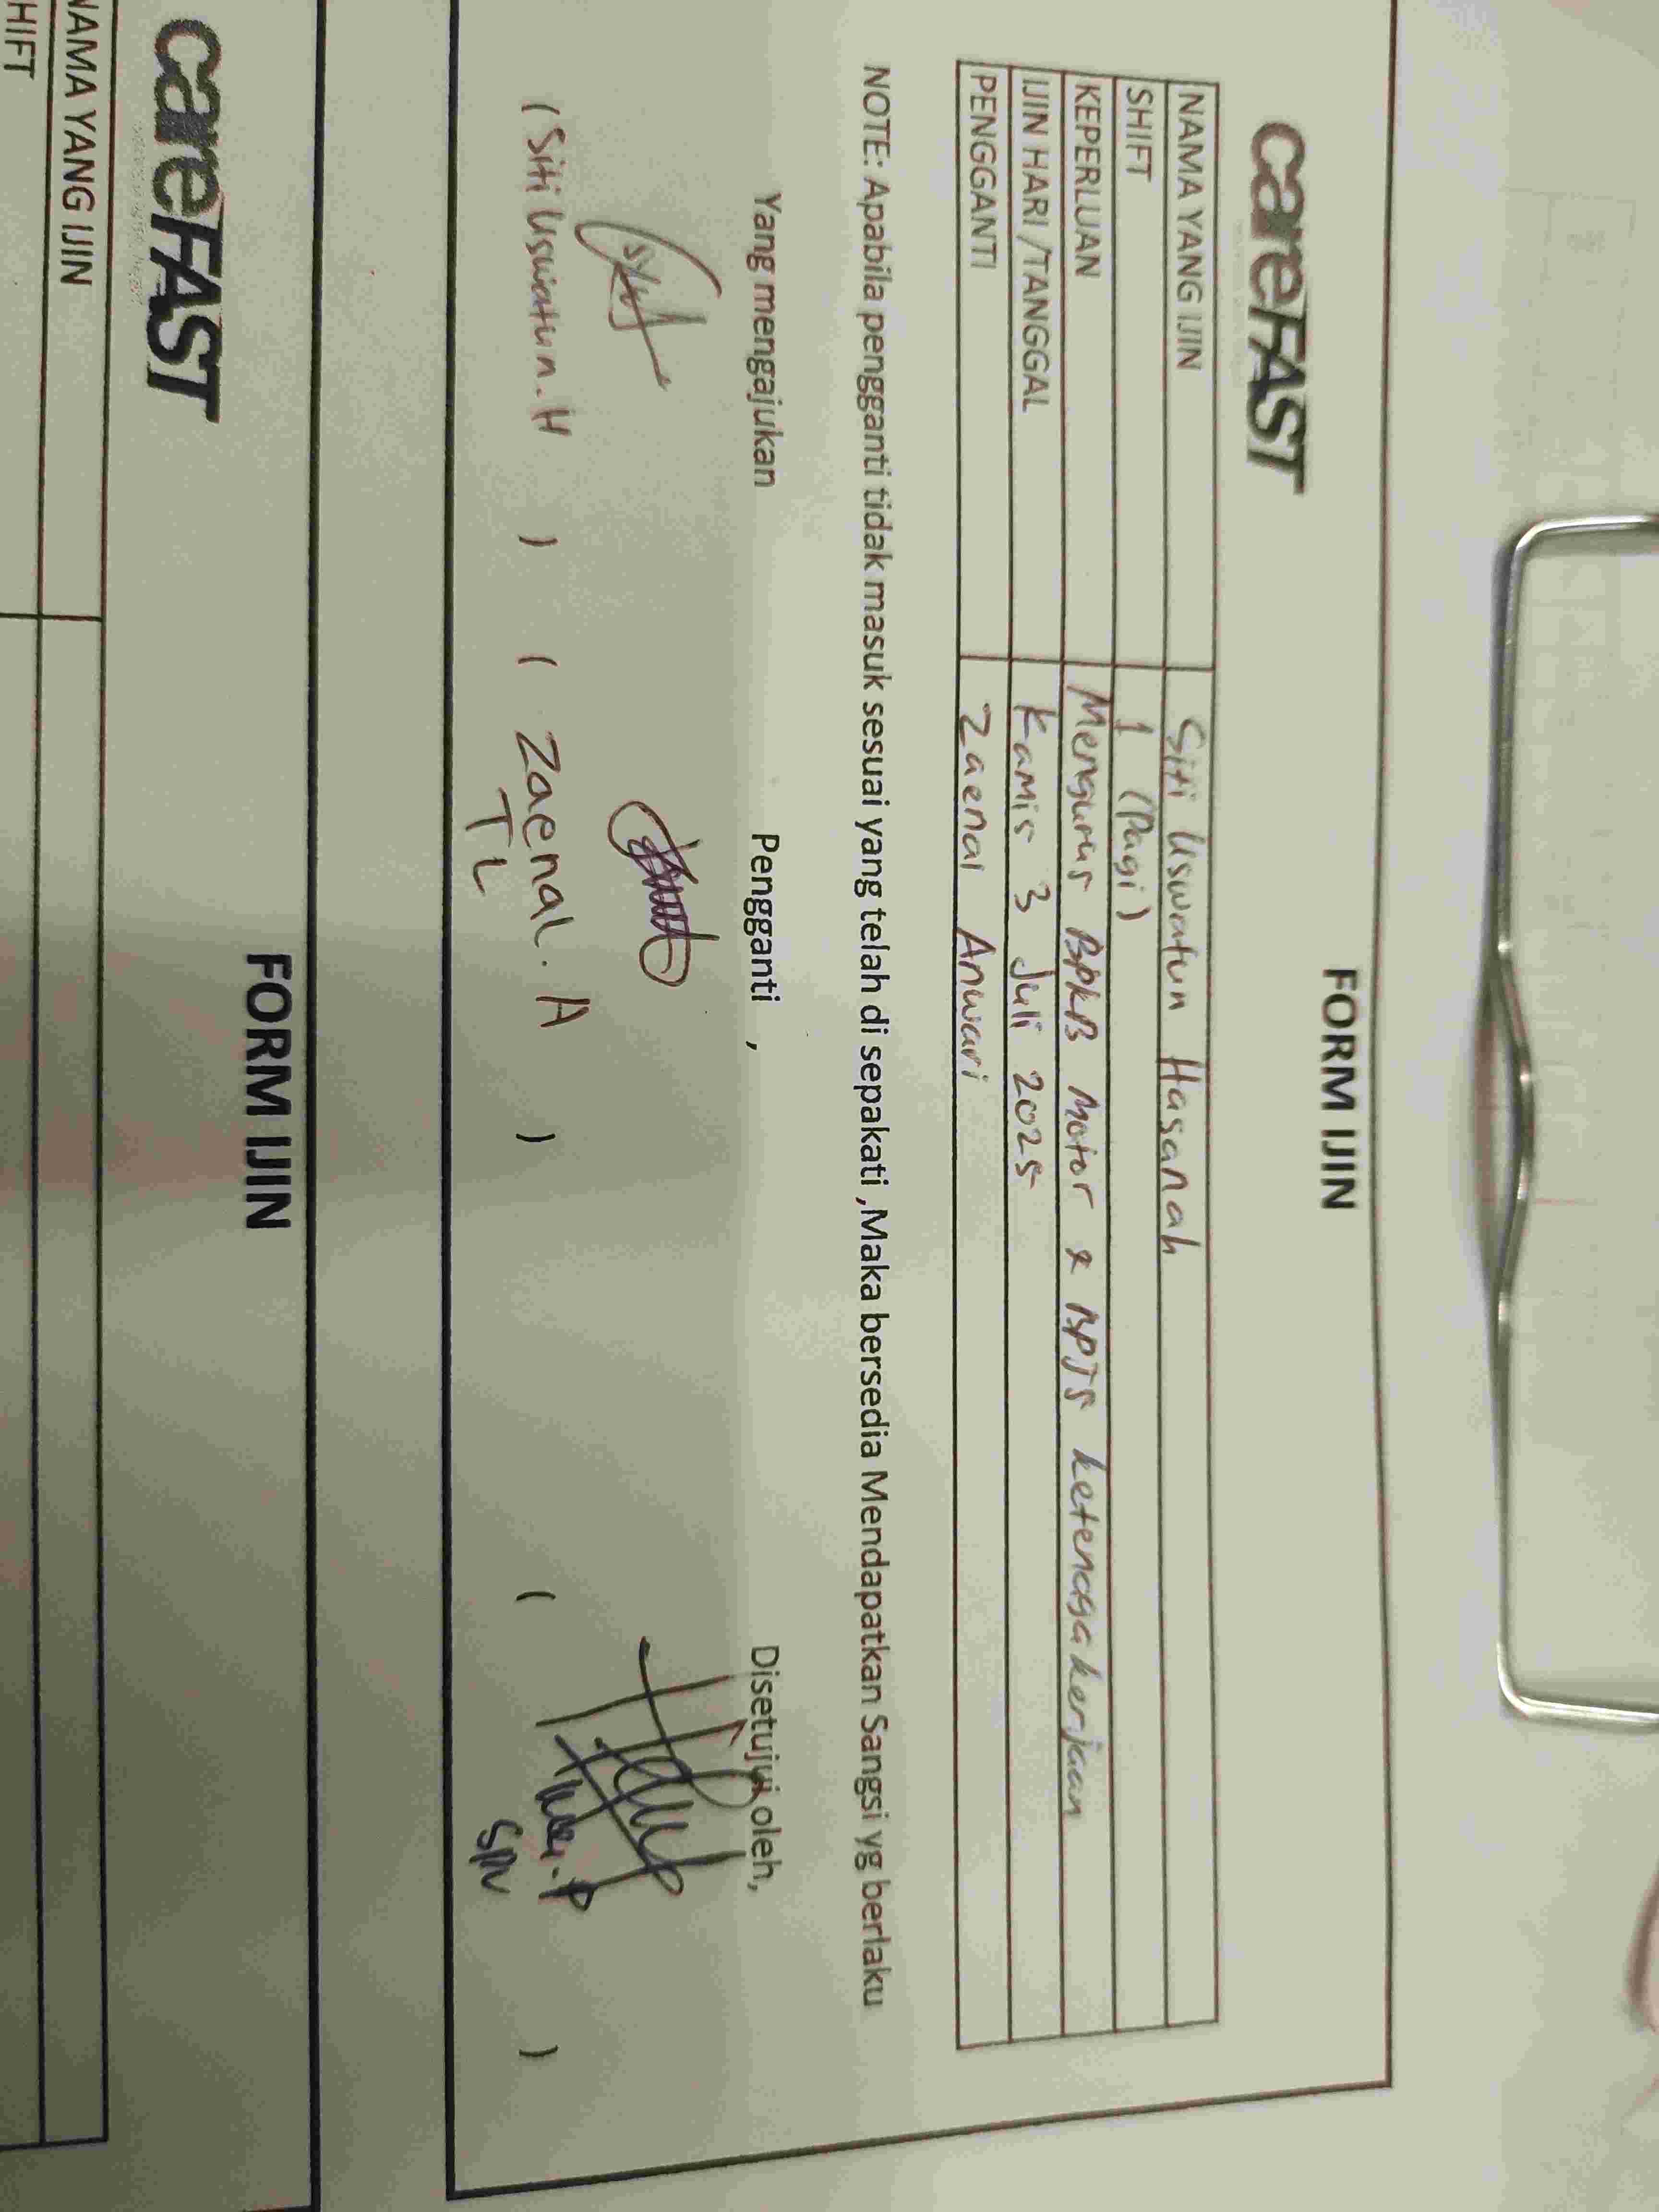 FORM IJIN
careFAST
NAMA YANG IJIN Siti Uswatun Hasanah
SHIFT 1 (Pagi)
KEPERLUAN Mengurus BPKB Motor & BPJS ketenagakerjaan
IJIN HARI /TANGGAL Kamis 3 Juli 2025
PENGGANTI Zaenal Anwari
NOTE: Apabila pengganti tidak masuk sesuai yang telah di sepakati ,Maka bersedia Mendapatkan Sangsi yg berlaku
Yang mengajukan Pengganti , Disetujui oleh,
( Siti Uswatun. H ) ( Zaenal. A ) ( )
TL SPV
FORM IJIN
careFAST
NAMA YANG IJIN
SHIFT